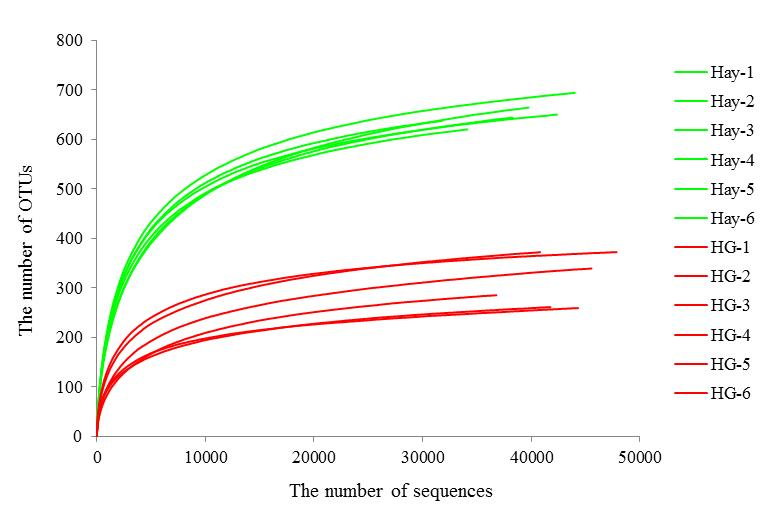 800
700
600
500
400
300
200
100
0
The number of OTUs
0 10000 20000 30000 40000 50000
The number of sequences
Hay-1
Hay-2
Hay-3
Hay-4
Hay-5
Hay-6
HG-1
HG-2
HG-3
HG-4
HG-5
HG-6